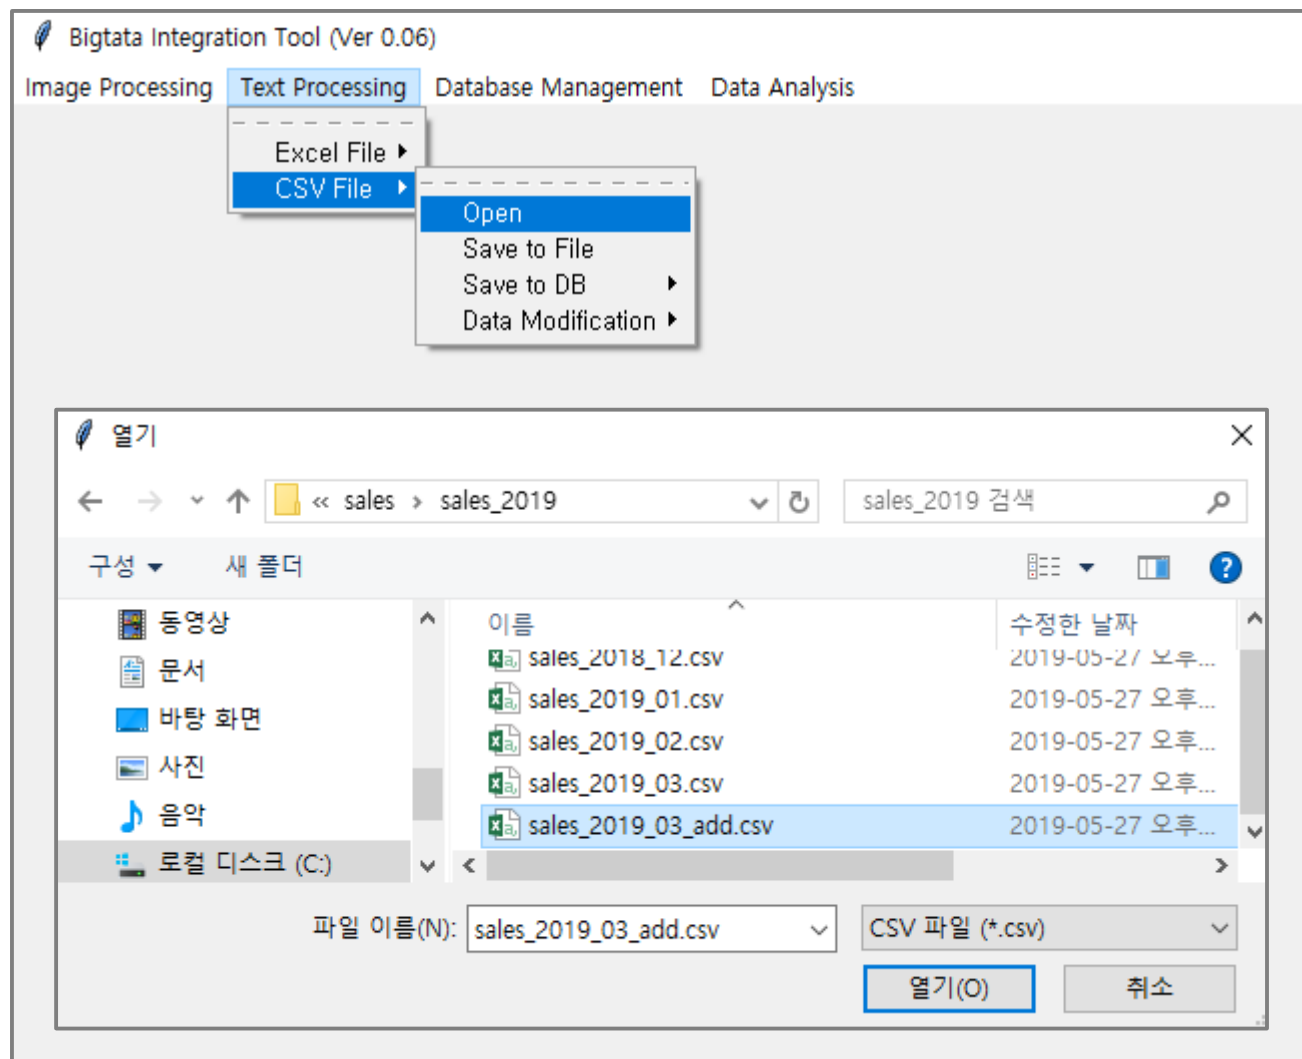 Bigtata Integration Tool (Ver 0.06)
Image Processing Text Processing Database Management Data Analysis
Excel File
CSV File
Open
Save to File
Save to DB
Data Modification
열기
« sales › sales_2019
sales_2019 검색
구성 새 폴더
동영상
문서
바탕 화면
사진
음악
로컬 디스크 (C:)
이름 수정한 날짜
sales_2018_12.csv 2019-05-27 오후...
sales_2019_01.csv 2019-05-27 오후...
sales_2019_02.csv 2019-05-27 오후...
sales_2019_03.csv 2019-05-27 오후...
sales_2019_03_add.csv 2019-05-27 오후...
파일 이름(N): sales_2019_03_add.csv CSV 파일 (*.csv)
열기(O) 취소